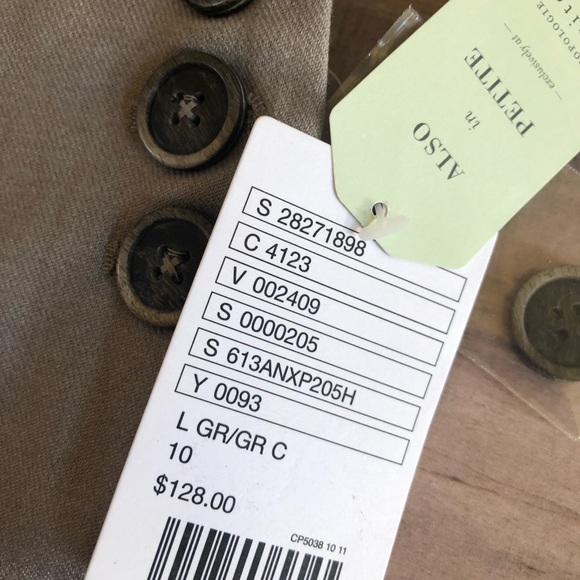 S 28271898
C 4123
V 002409
S 0000205
S 613ANXP205H
Y 0093
L GR/GR C
10
$128.00
CP5038 10 11
ALSO
in
PETITE
— exclusively at —